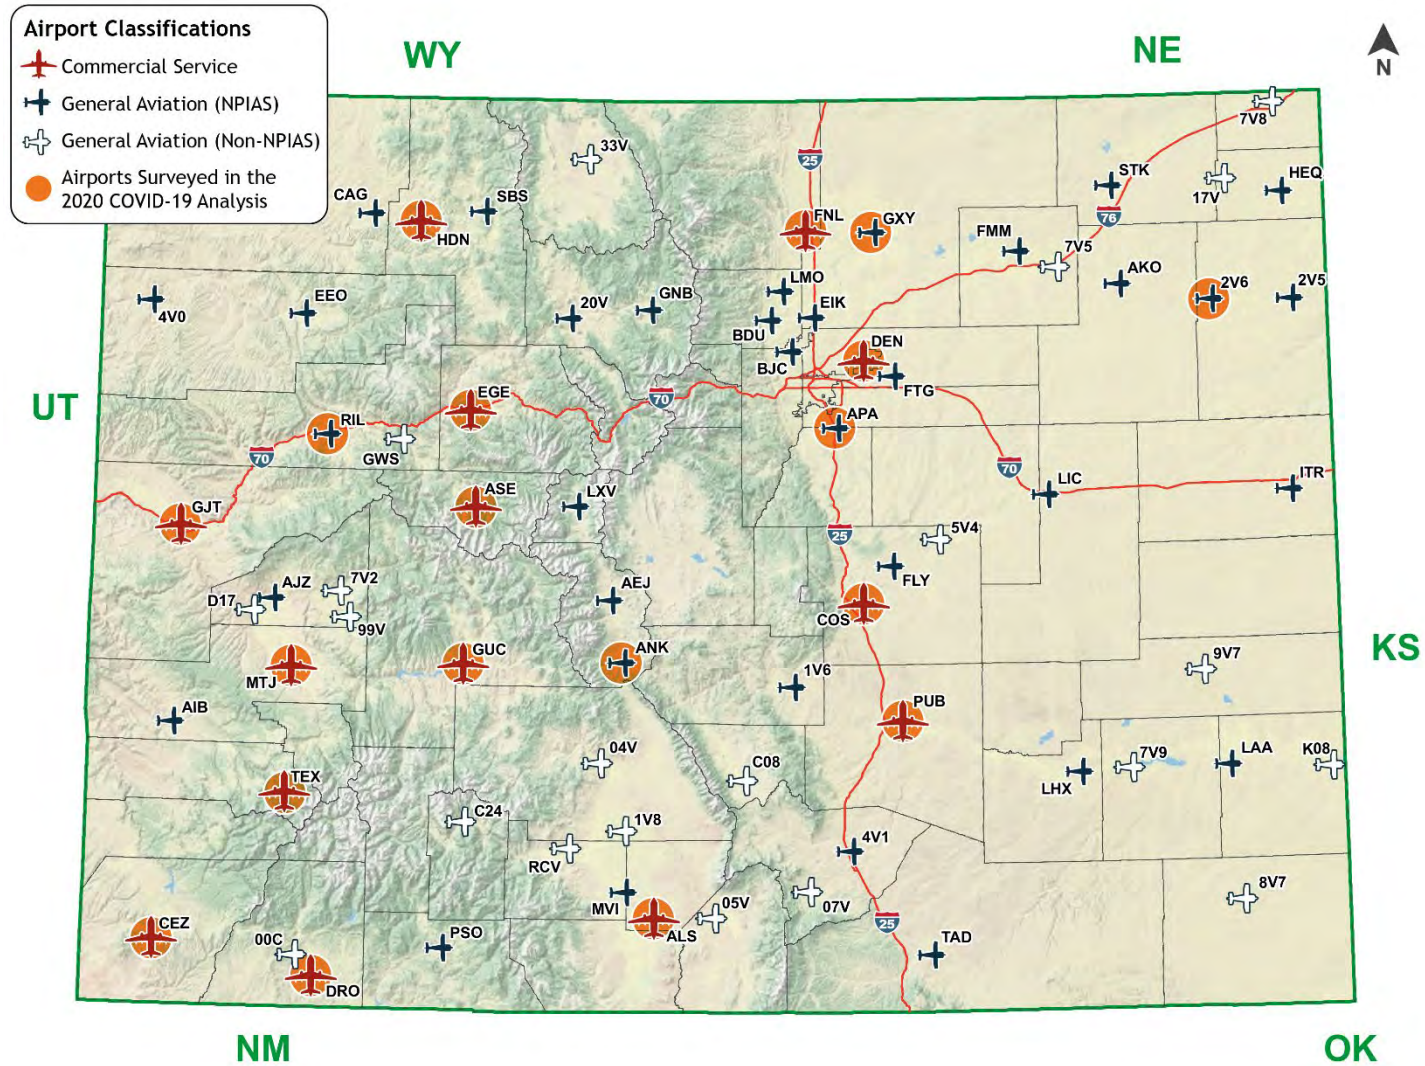 Airport Classifications
Commercial Service
General Aviation (NPIAS)
General Aviation (Non-NPIAS)
Airports Surveyed in the
2020 COVID-19 Analysis
WY
NE
N
7V8
33V
25
STK
HEQ
17V
CAG
SBS
HDN
FNL
GXY
76
FMM
7V5
AKO
2V6
2V5
4V0
EEO
20V
GNB
LMO
EIK
BDU
BJC
DEN
FTG
UT
EGE
70
RIL
GWS
70
APA
70
LIC
ITR
GJT
ASE
LXV
25
5V4
FLY
AJZ
7V2
D17
99V
AEJ
COS
MTJ
GUC
ANK
1V6
9V7
KS
AIB
PUB
TEX
04V
C08
LHX
7V9
LAA
K08
C24
1V8
RCV
4V1
MVI
ALS
05V
07V
25
8V7
CEZ
00C
DRO
PSO
TAD
NM
OK